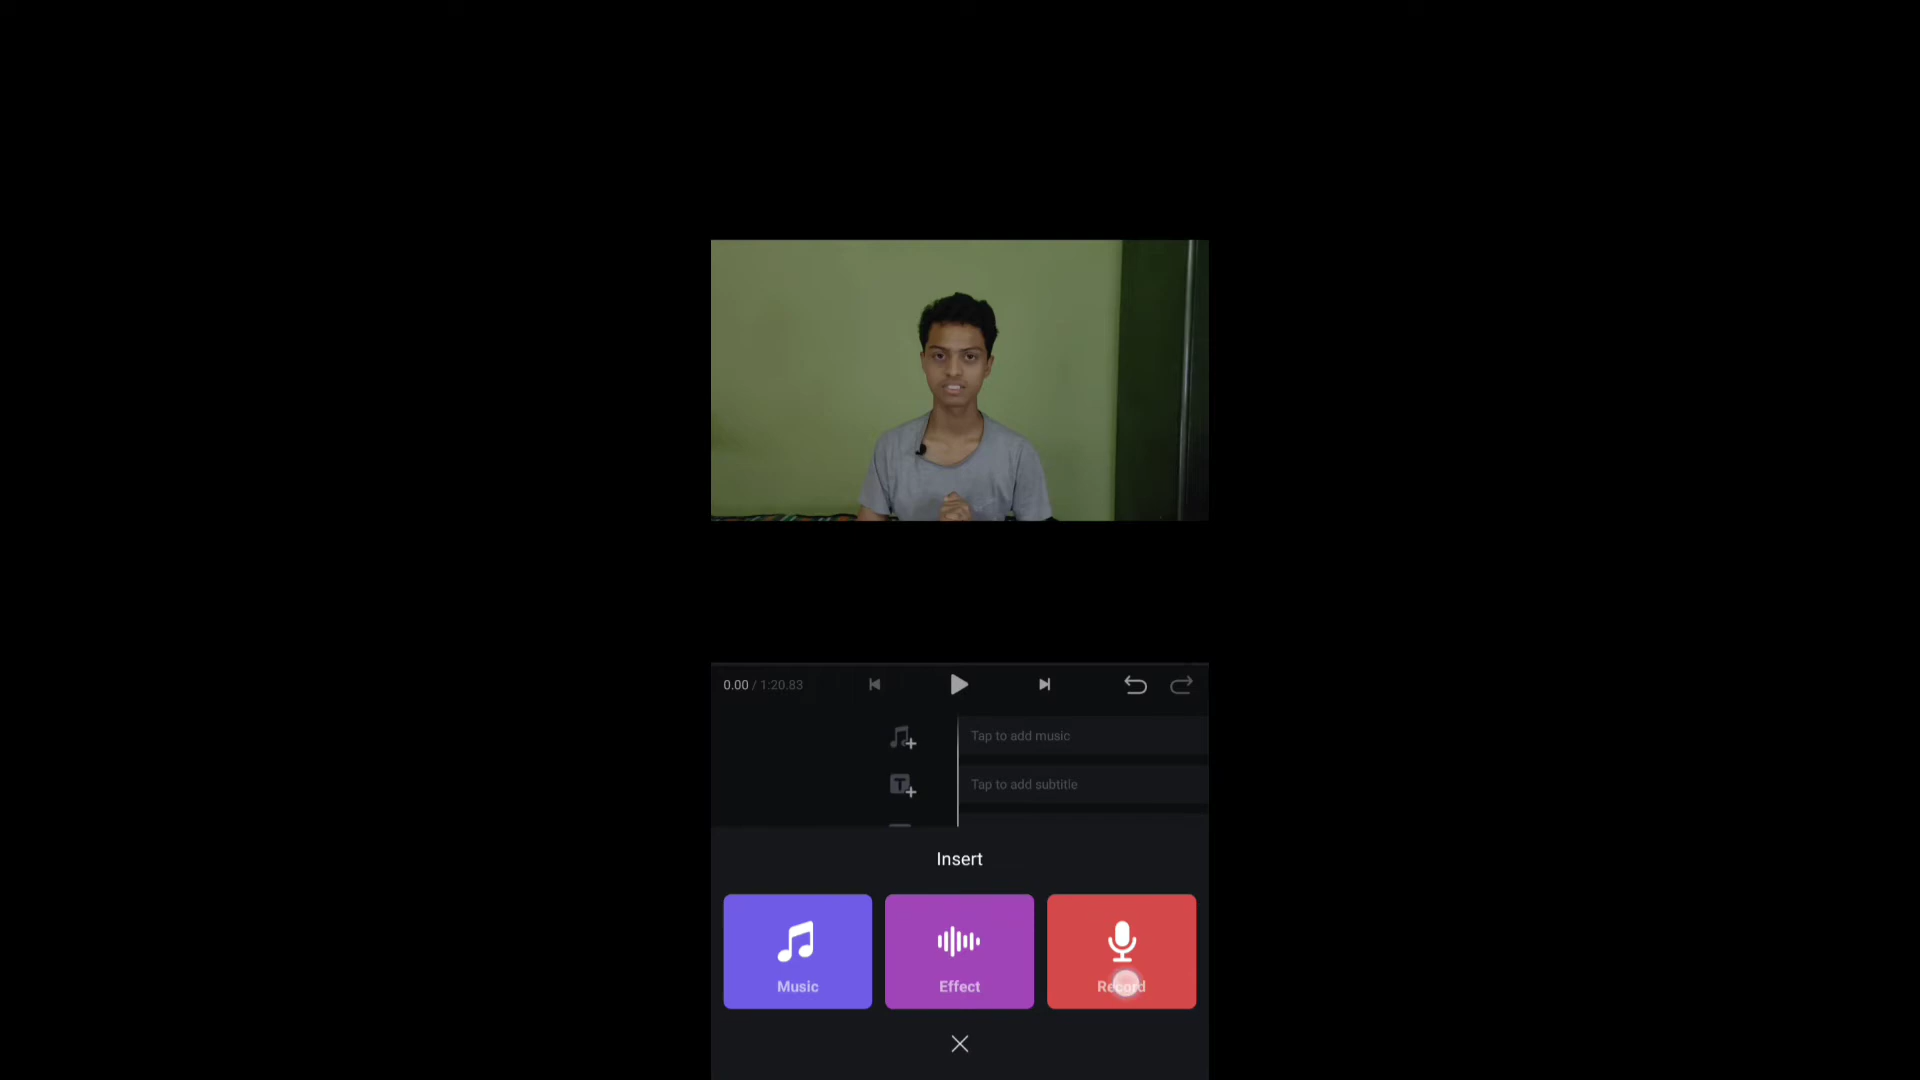 0.00 / 1:20.83
Tap to add music
Tap to add subtitle
Insert
Music
Effect
Record